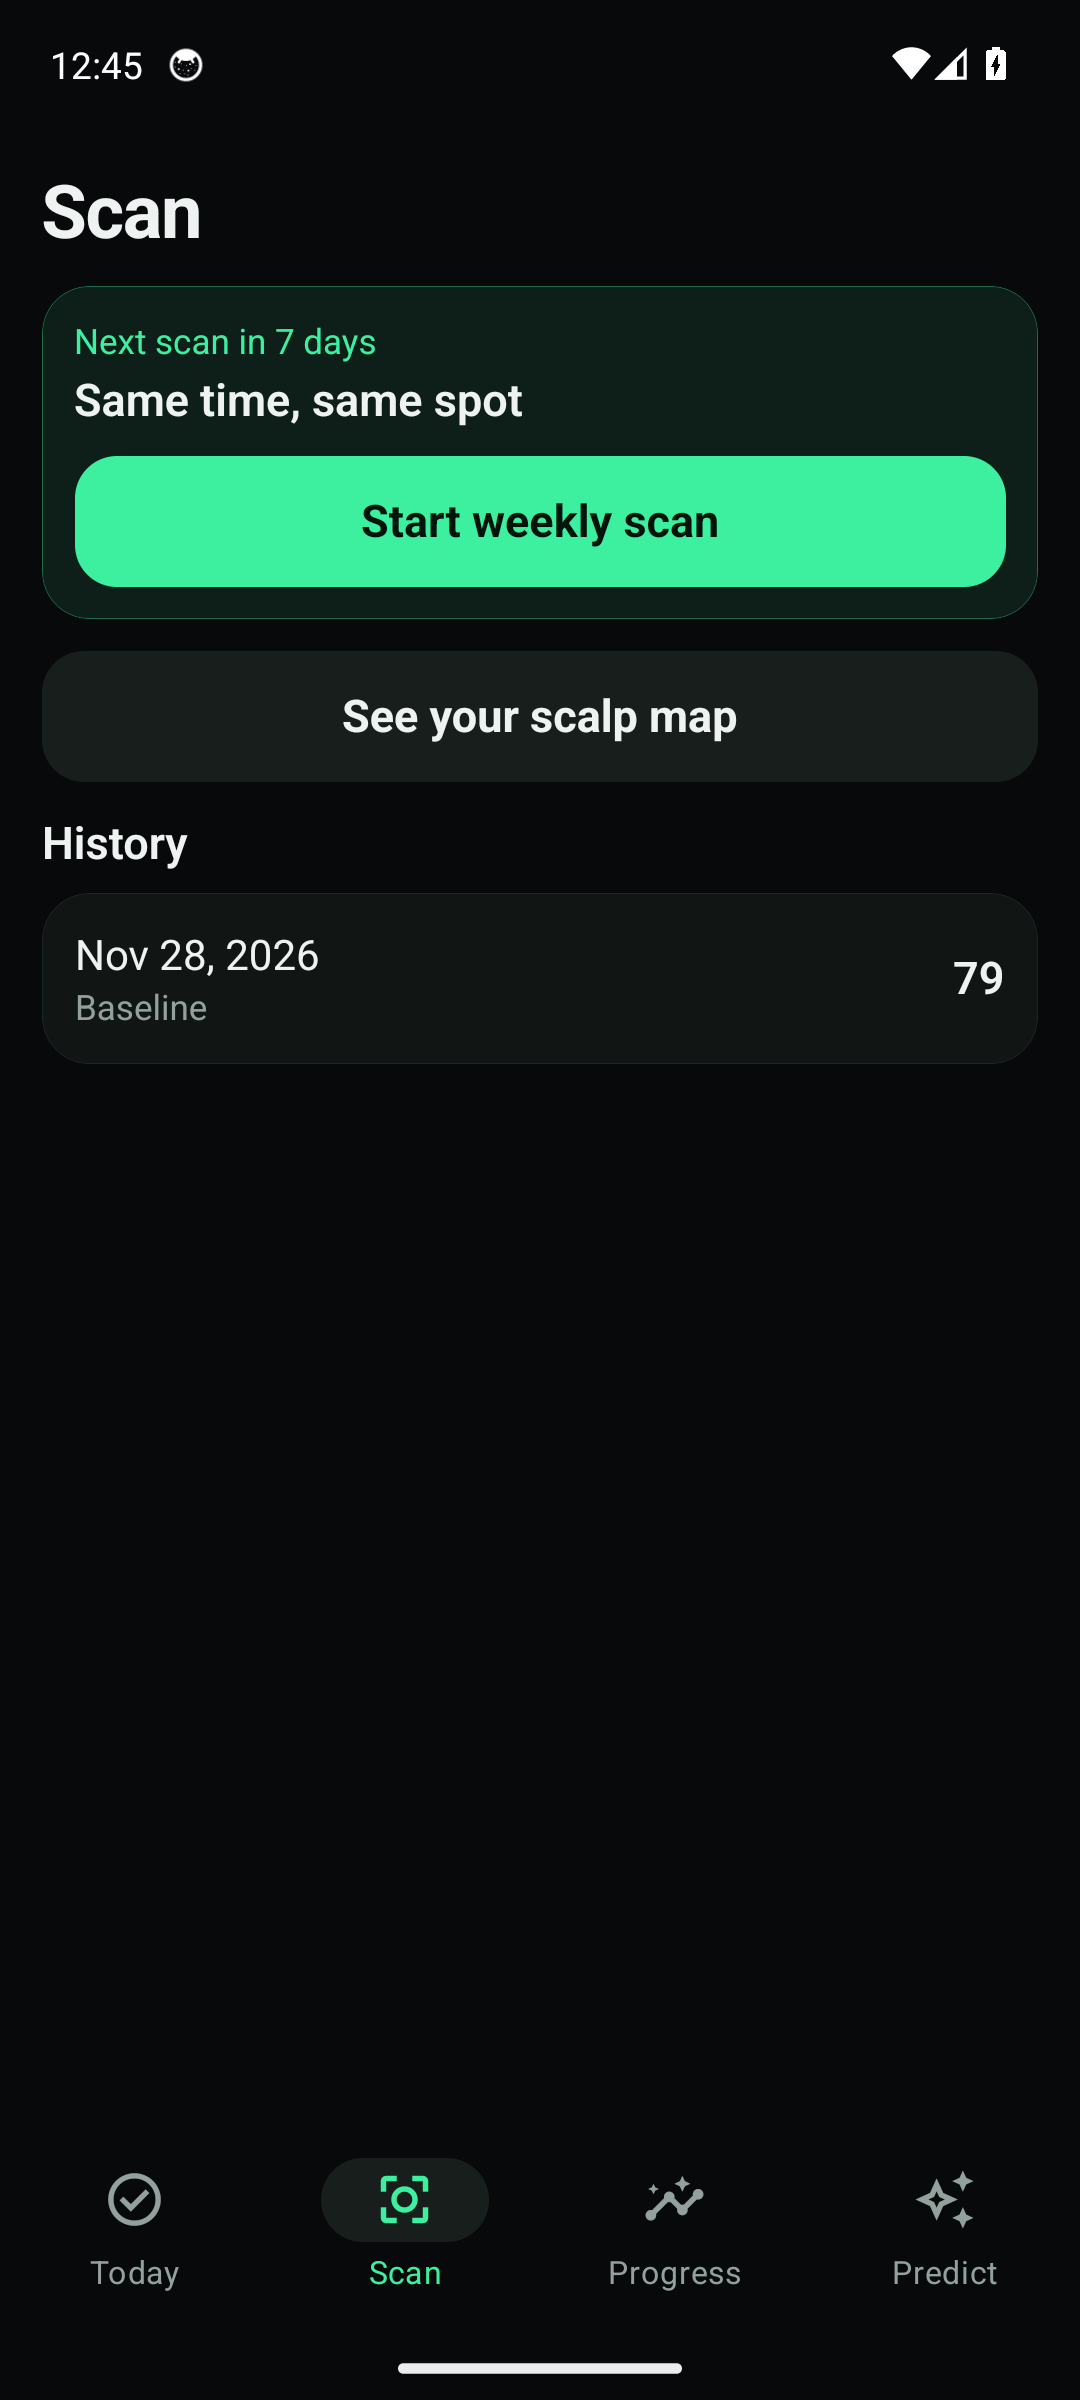 12:45
Scan
Next scan in 7 days
Same time, same spot
Start weekly scan
See your scalp map
History
Nov 28, 2026
Baseline
79
Today
Scan
Progress
Predict